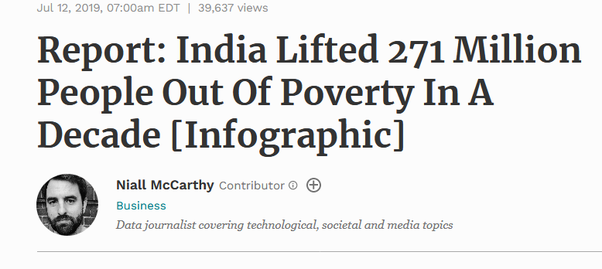 Jul 12, 2019, 07:00am EDT | 39,637 views
Report: India Lifted 271 Million
People Out Of Poverty In A
Decade [Infographic]
Niall McCarthy Contributor
Business
Data journalist covering technological, societal and media topics